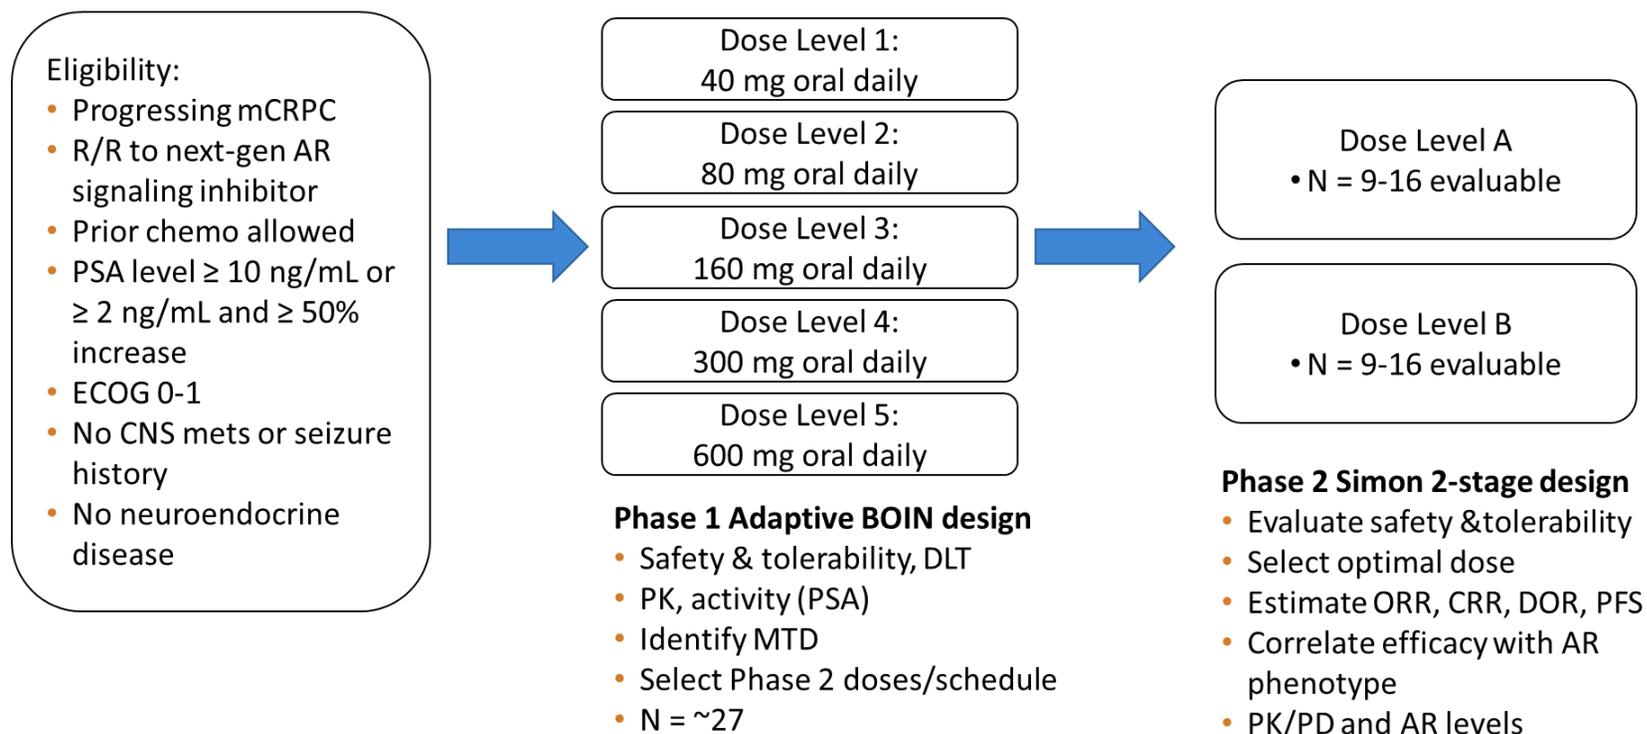 Eligibility:
• Progressing mCRPC
• R/R to next-gen AR
signaling inhibitor
• Prior chemo allowed
• PSA level ≥ 10 ng/mL or
≥ 2 ng/mL and ≥ 50%
increase
• ECOG 0-1
• No CNS mets or seizure
history
• No neuroendocrine
disease
Dose Level 1:
40 mg oral daily
Dose Level 2:
80 mg oral daily
Dose Level 3:
160 mg oral daily
Dose Level 4:
300 mg oral daily
Dose Level 5:
600 mg oral daily
Phase 1 Adaptive BOIN design
• Safety & tolerability, DLT
• PK, activity (PSA)
• Identify MTD
• Select Phase 2 doses/schedule
• N = ~27
Dose Level A
• N = 9-16 evaluable
Dose Level B
• N = 9-16 evaluable
Phase 2 Simon 2-stage design
• Evaluate safety &tolerability
• Select optimal dose
• Estimate ORR, CRR, DOR, PFS
• Correlate efficacy with AR
phenotype
• PK/PD and AR levels